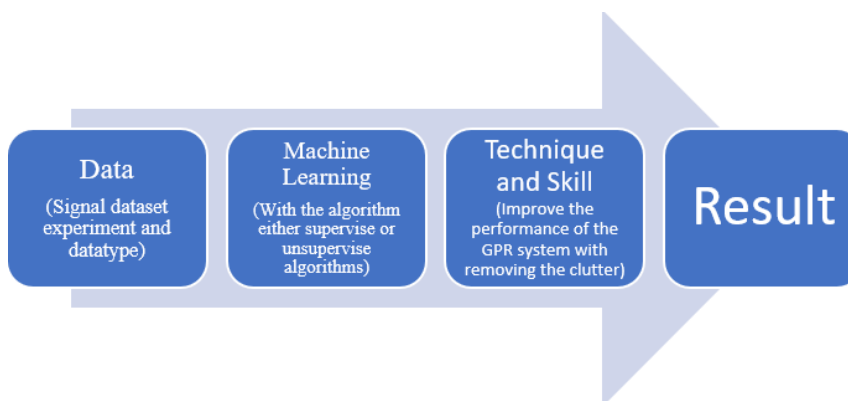 Data
(Signal dataset
experiment and
datatype)
Machine
Learning
(With the algorithm
either supervise or
unsupervise
algorithms)
Technique
and Skill
(Improve the
performance of the
GPR system with
removing the clutter)
Result